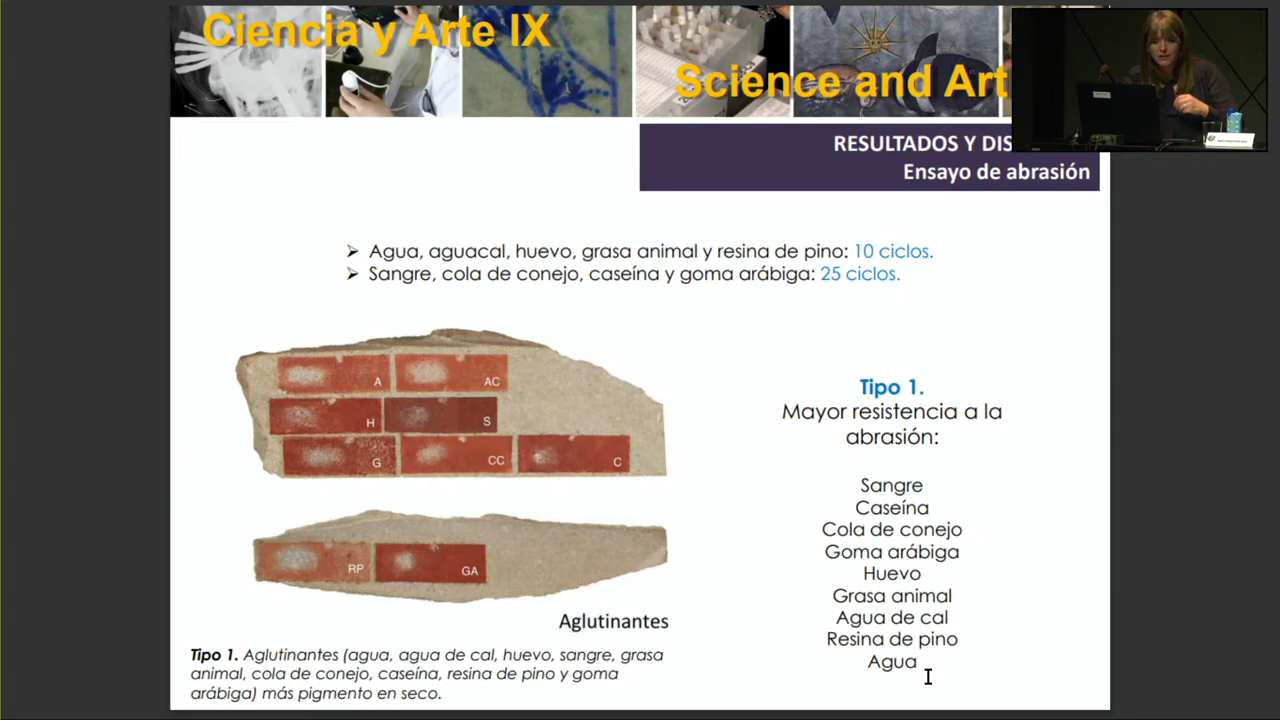 Ciencia y Arte IX
Science and Art
RESULTADOS Y DIS
Ensayo de abrasión
➢ Agua, aguacal, huevo, grasa animal y resina de pino: 10 ciclos.
➢ Sangre, cola de conejo, caseína y goma arábiga: 25 ciclos.
A
AC
H
S
G
CC
C
RP
GA
Aglutinantes
Tipo 1. Aglutinantes (agua, agua de cal, huevo, sangre, grasa
animal, cola de conejo, caseína, resina de pino y goma
arábiga) más pigmento en seco.
Tipo 1.
Mayor resistencia a la
abrasión:
Sangre
Caseína
Cola de conejo
Goma arábiga
Huevo
Grasa animal
Agua de cal
Resina de pino
Agua